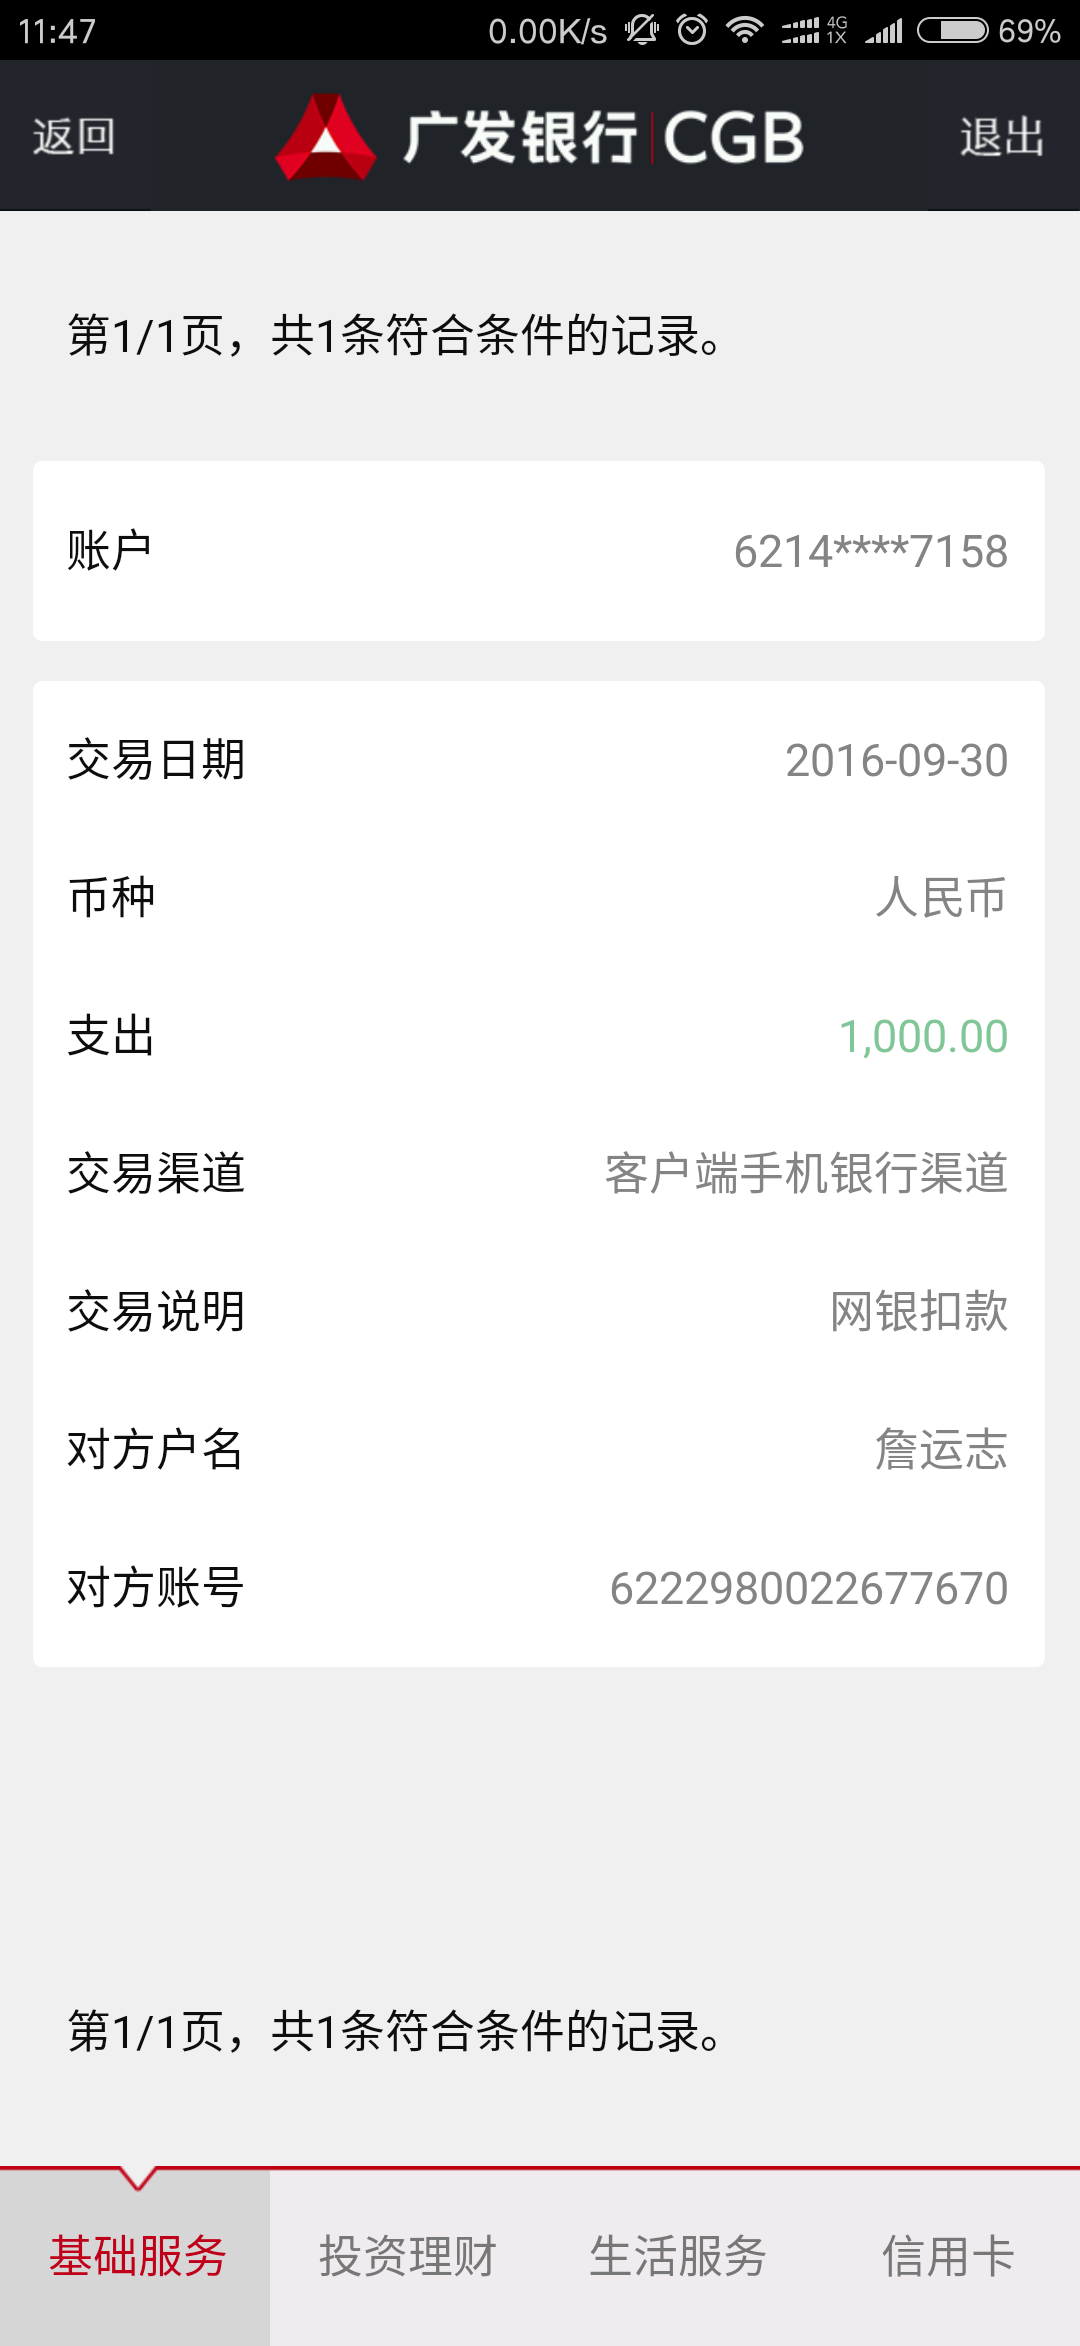 11:47 0.00K/s 4G 1X 69%
返回 广发银行 CGB 退出
第1/1页，共1条符合条件的记录。
账户 6214****7158
交易日期 2016-09-30
币种 人民币
支出 1,000.00
交易渠道 客户端手机银行渠道
交易说明 网银扣款
对方户名 詹运志
对方账号 6222980022677670
第1/1页，共1条符合条件的记录。
基础服务 投资理财 生活服务 信用卡